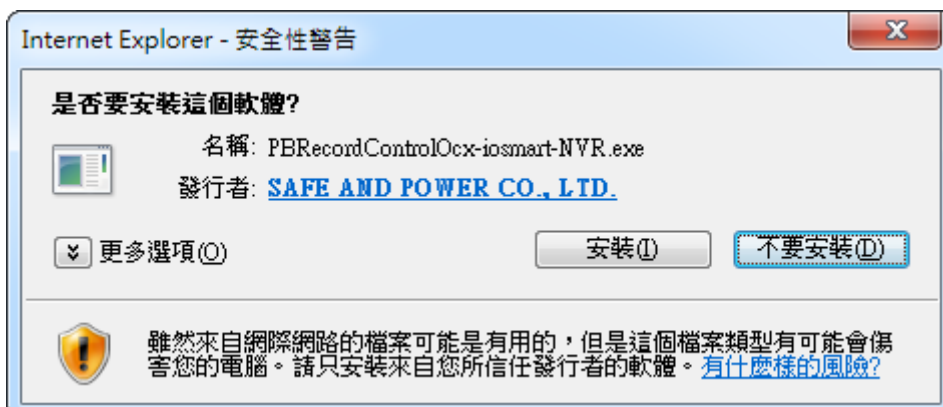 Internet Explorer - 安全性警告
x
是否要安裝這個軟體?
名稱: PBRecordControlOcx-iosmart-NVR.exe
發行者: SAFE AND POWER CO., LTD.
更多選項(O)
安裝(I)
不要安裝(D)
雖然來自網際網路的檔案可能是有用的，但是這個檔案類型有可能會傷
害您的電腦。請只安裝來自您所信任發行者的軟體。有什麼樣的風險?